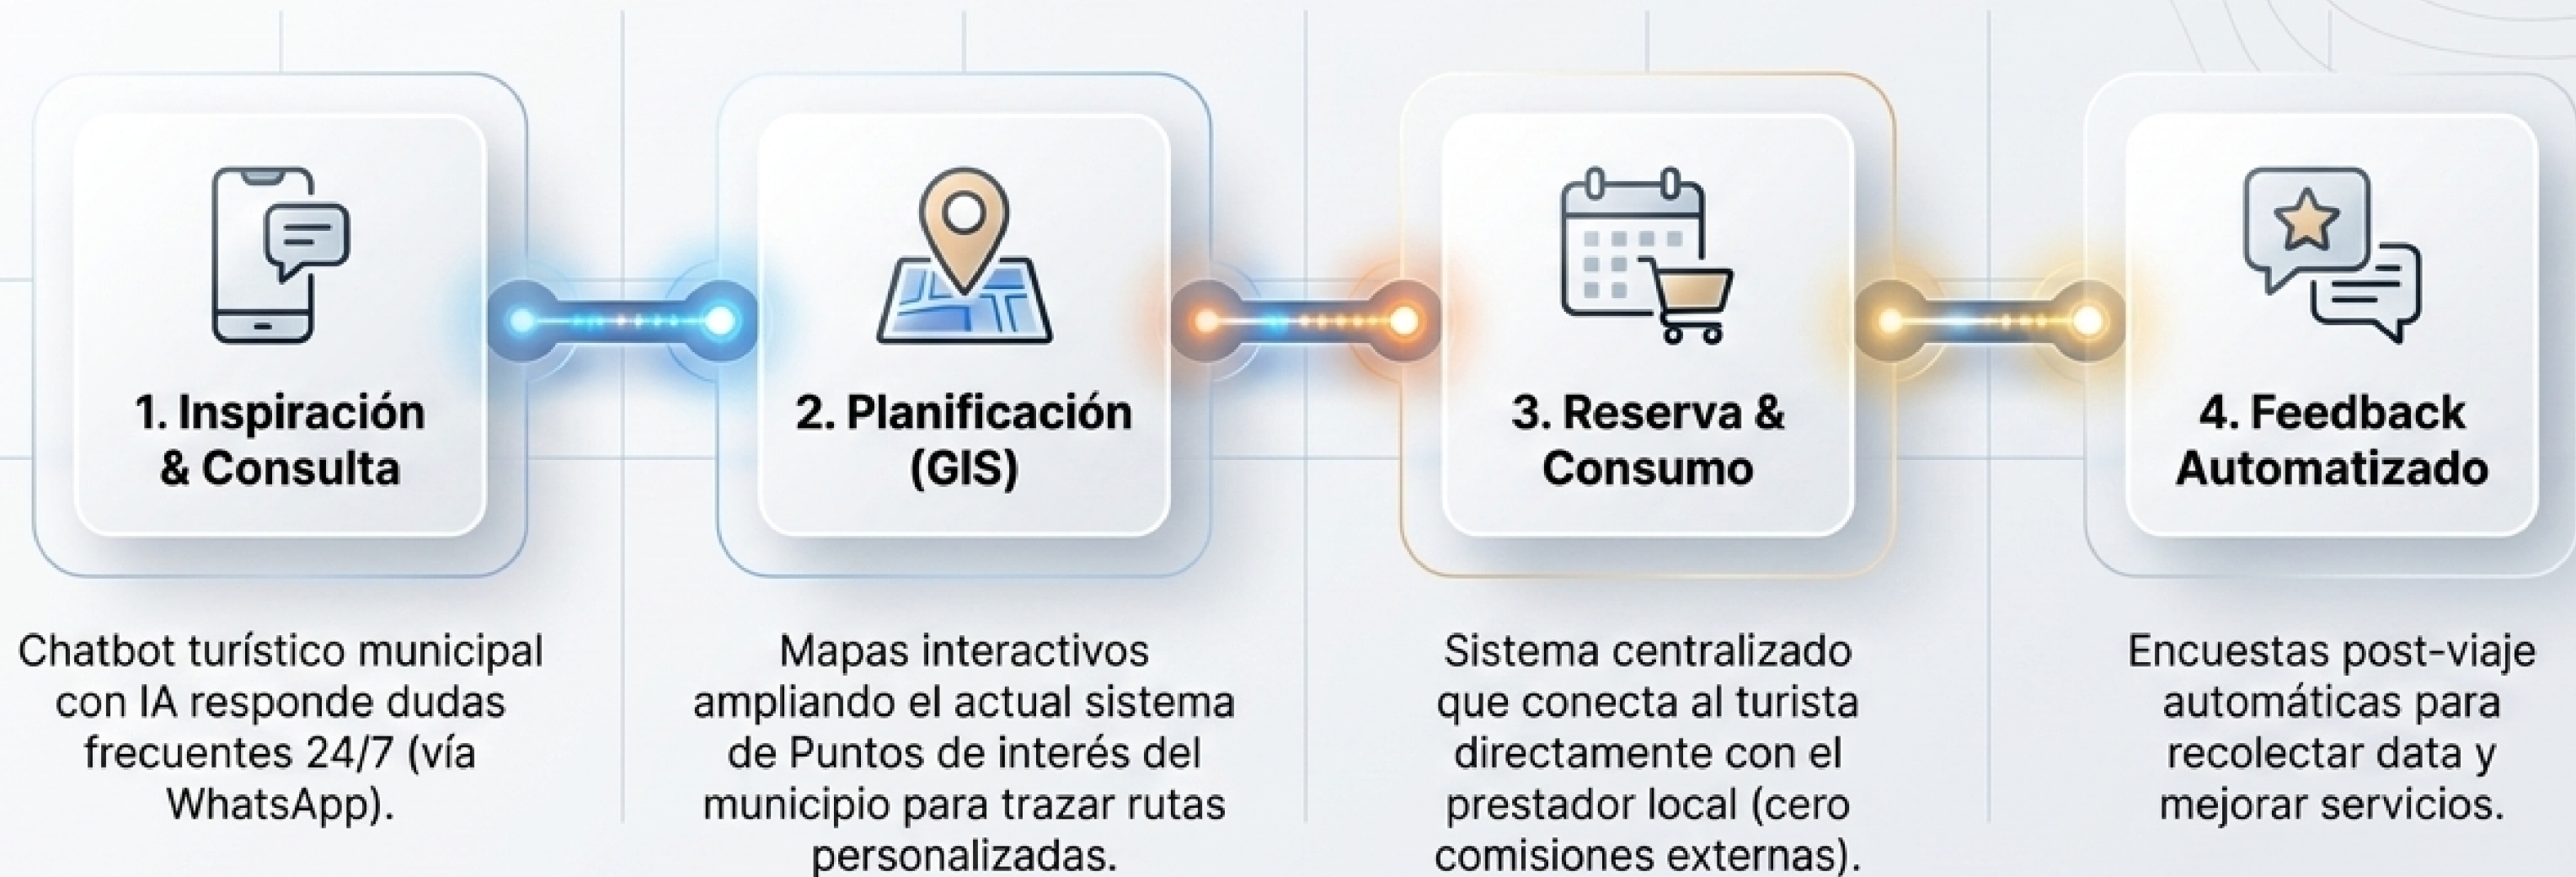 1. Inspiración
& Consulta
Chatbot turístico municipal
con IA responde dudas
frecuentes 24/7 (vía
WhatsApp).
2. Planificación
(GIS)
Mapas interactivos
ampliando el actual sistema
de Puntos de interés del
municipio para trazar rutas
personalizadas.
3. Reserva &
Consumo
Sistema centralizado
que conecta al turista
directamente con el
prestador local (cero
comisiones externas).
4. Feedback
Automatizado
Encuestas post-viaje
automáticas para
recolectar data y
mejorar servicios.